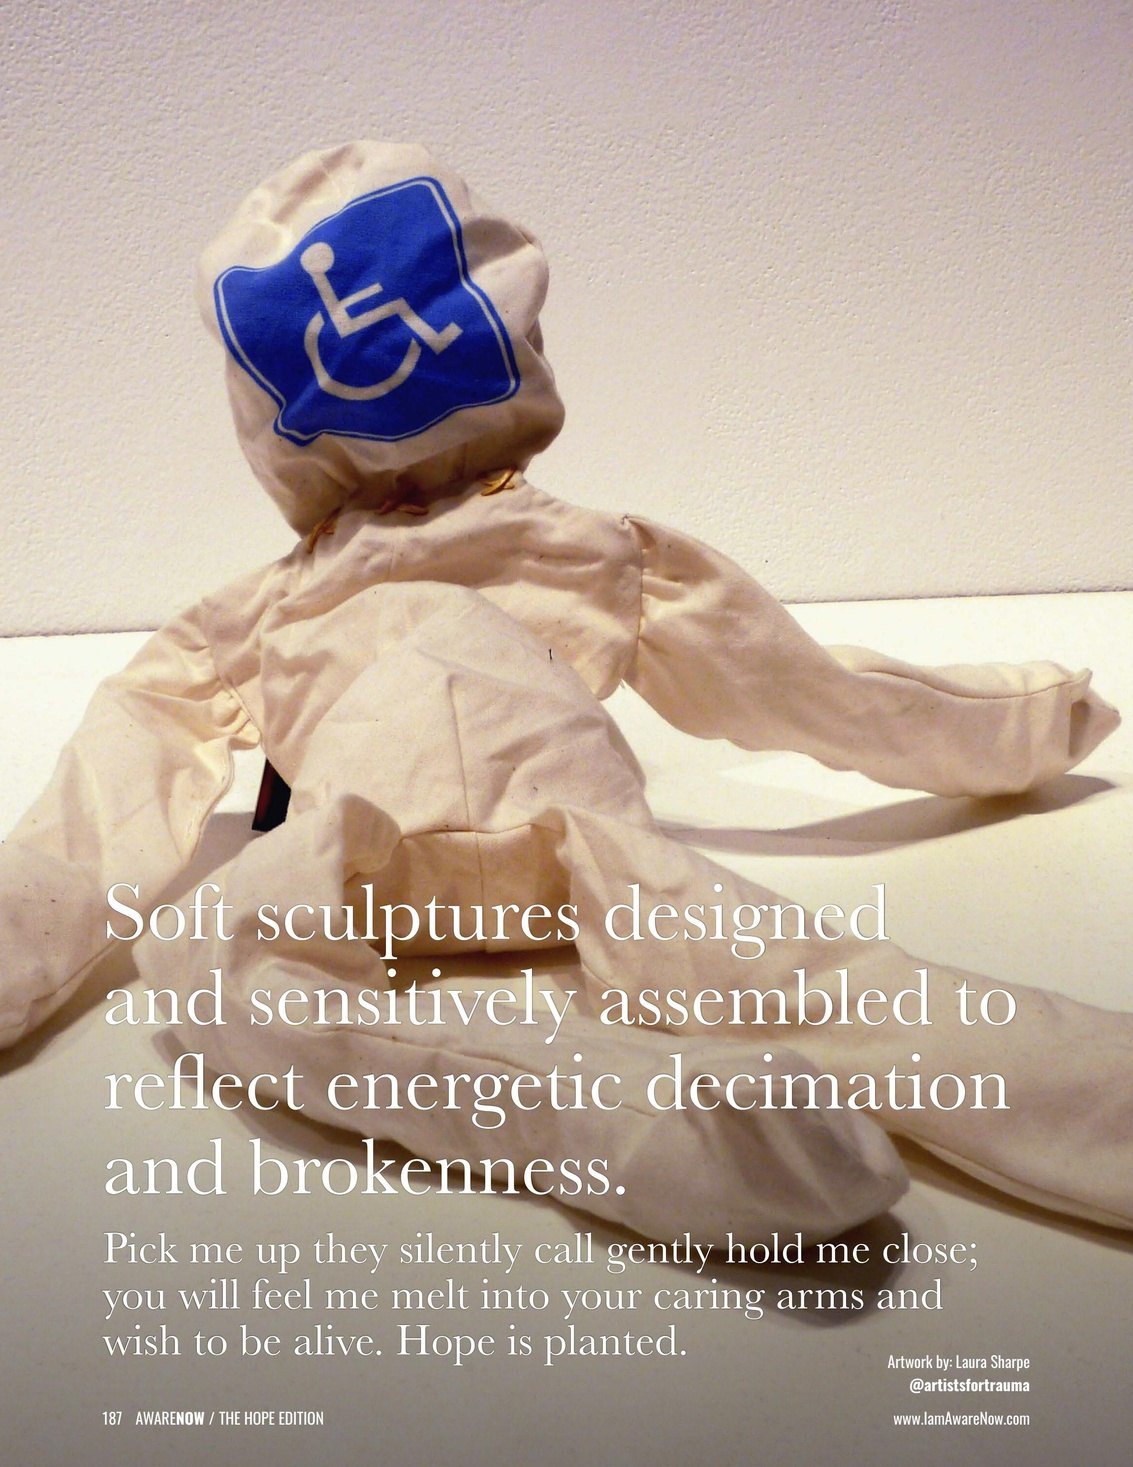 Soft sculptures designed
and sensitively assembled to
reflect energetic decimation
and brokenness.
Pick me up they silently call gently hold me close;
you will feel me melt into your caring arms and
wish to be alive. Hope is planted.
Artwork by: Laura Sharpe
@artistsfortrauma
187 AWARENOW / THE HOPE EDITION
www.IamAwareNow.com